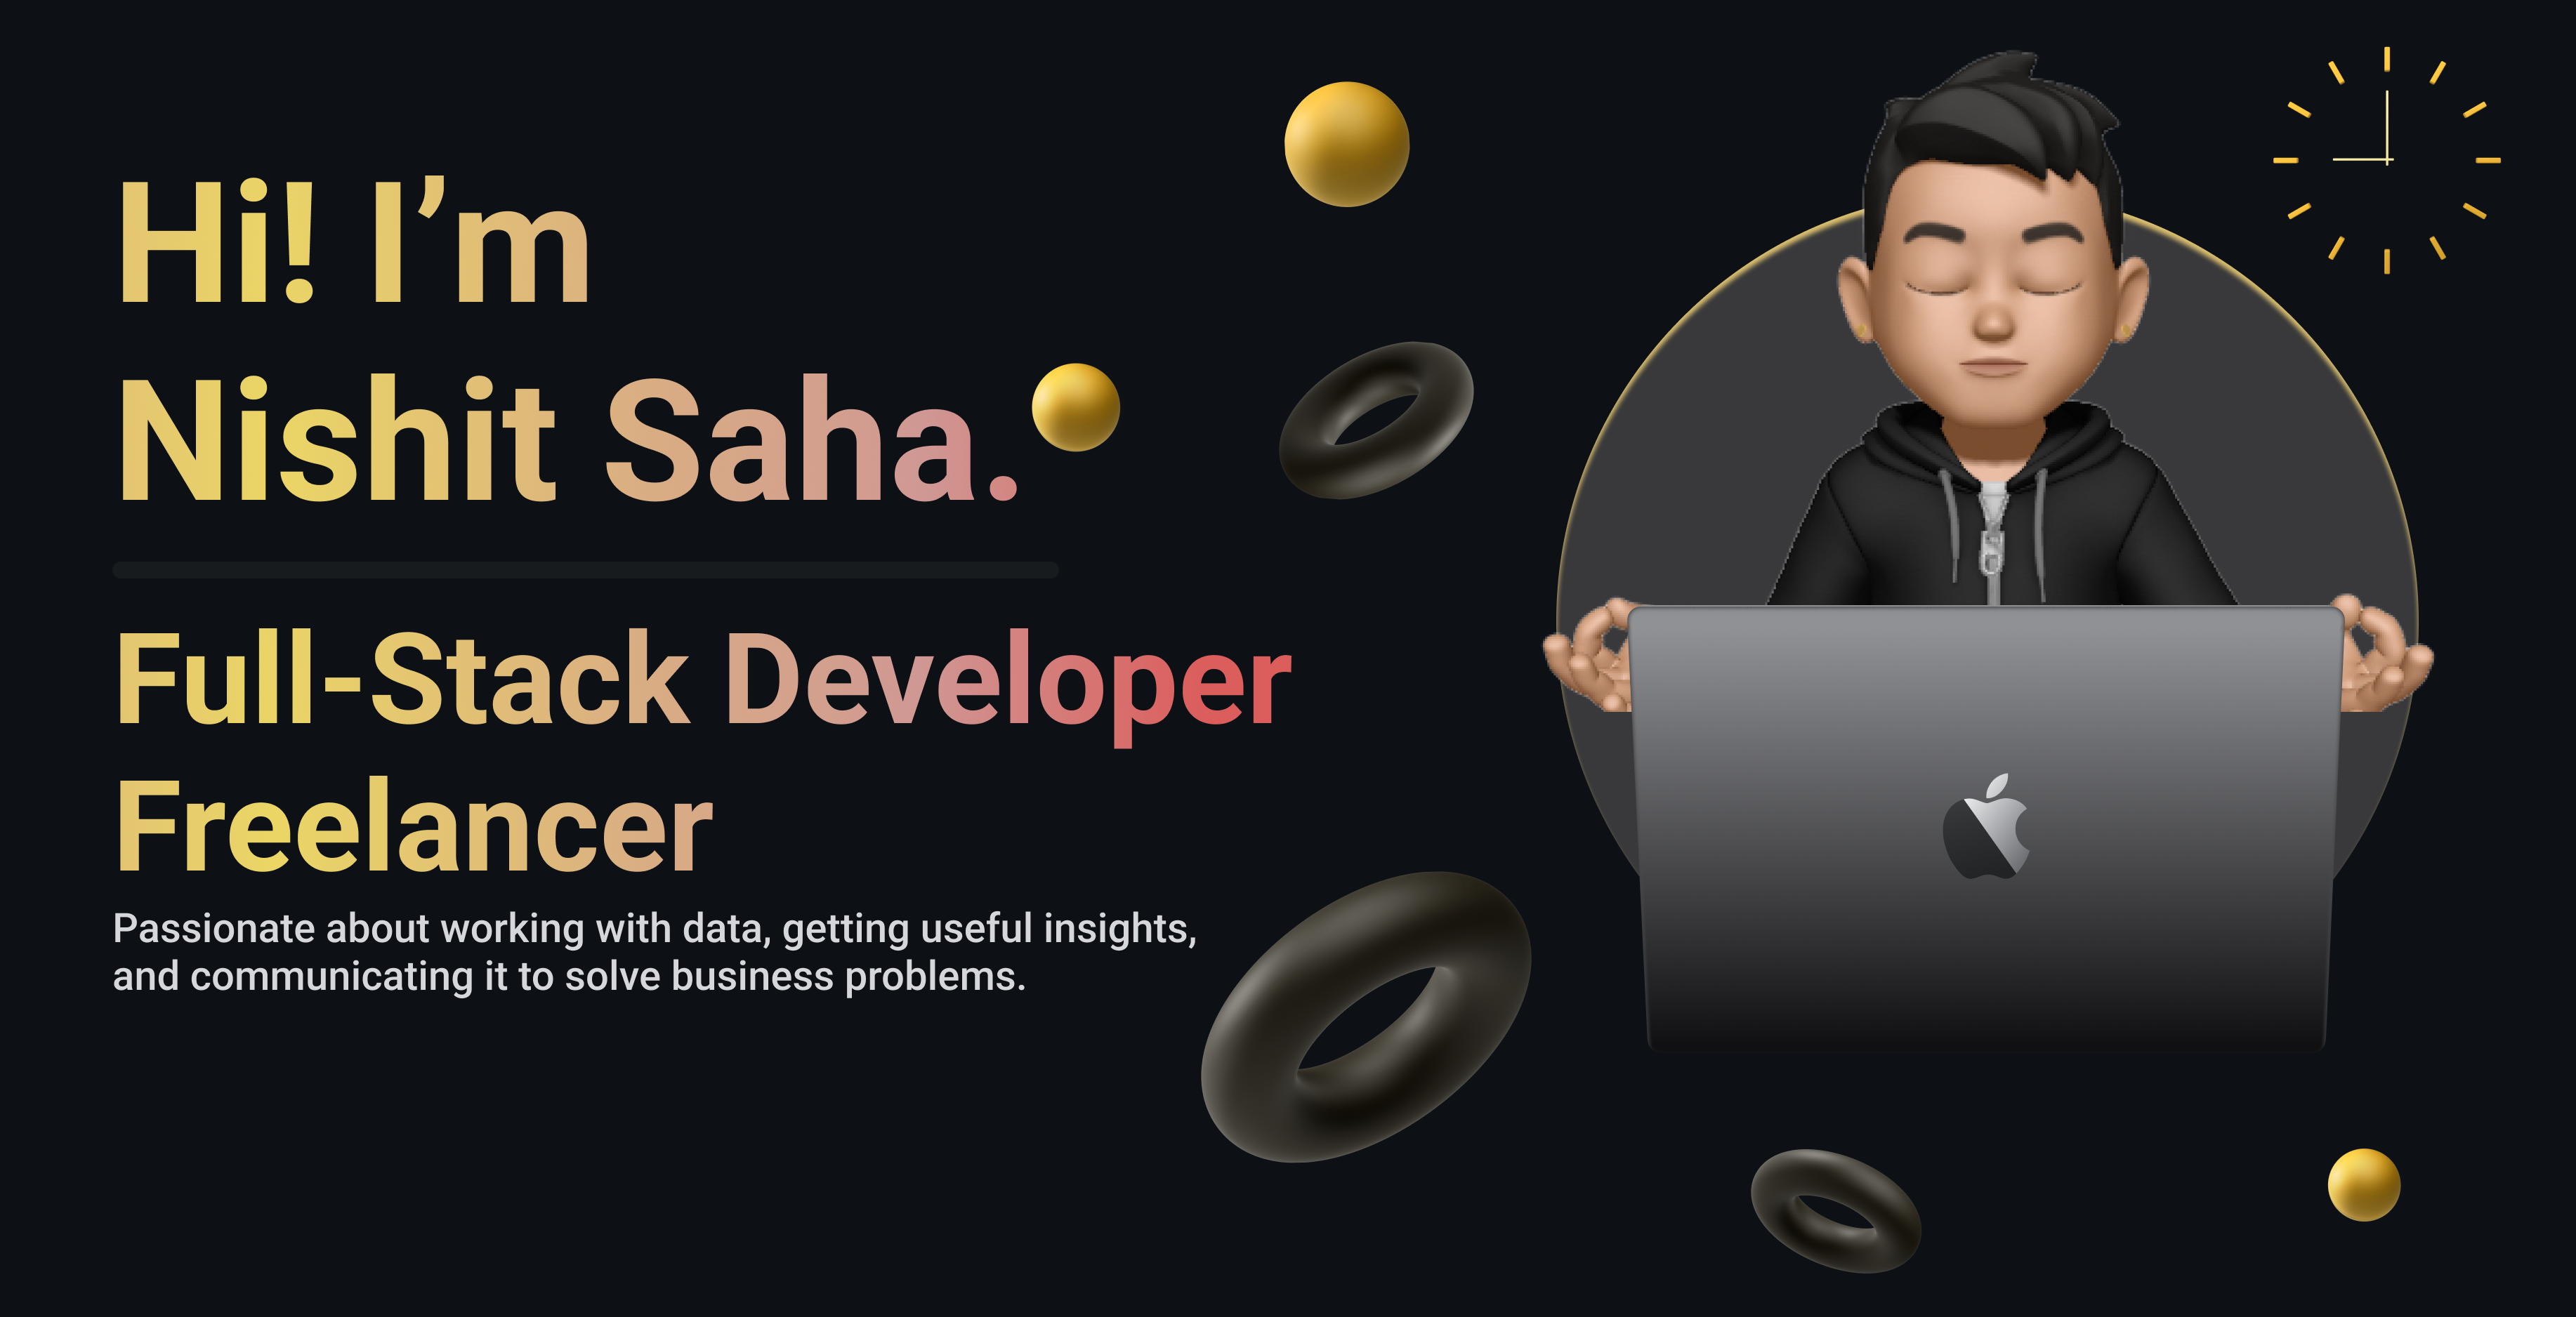 Hi! I’m
Nishit Saha.
Full-Stack Developer
Freelancer
Passionate about working with data, getting useful insights,
and communicating it to solve business problems.